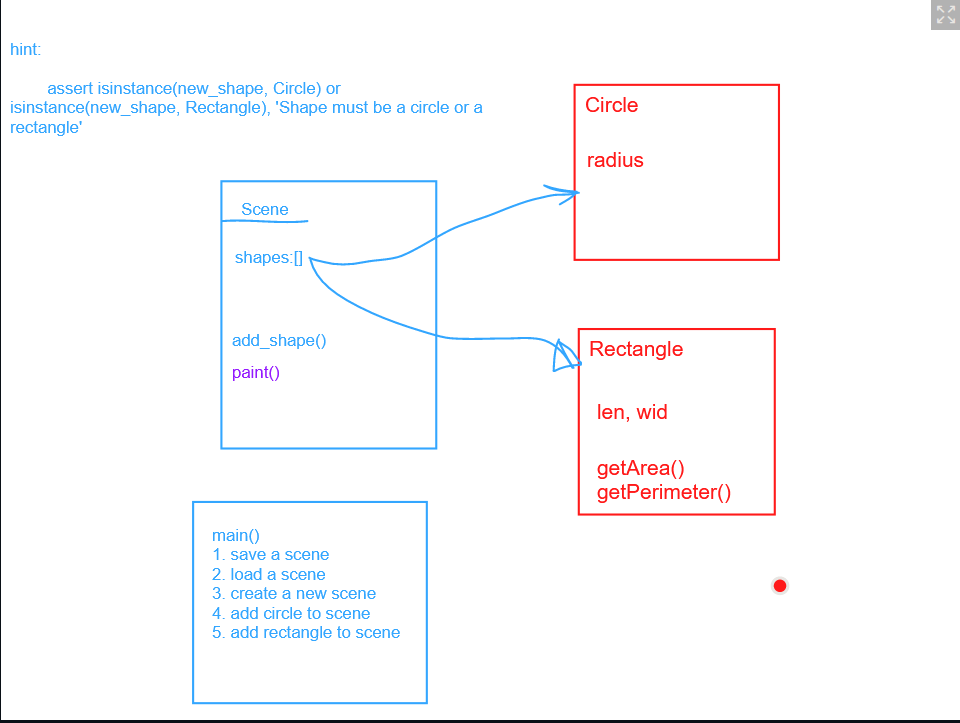 hint:
assert isinstance(new_shape, Circle) or
isinstance(new_shape, Rectangle), 'Shape must be a circle or a
rectangle'
Circle
radius
Scene
shapes:[]
add_shape()
paint()
Rectangle
len, wid
getArea()
getPerimeter()
main()
1. save a scene
2. load a scene
3. create a new scene
4. add circle to scene
5. add rectangle to scene